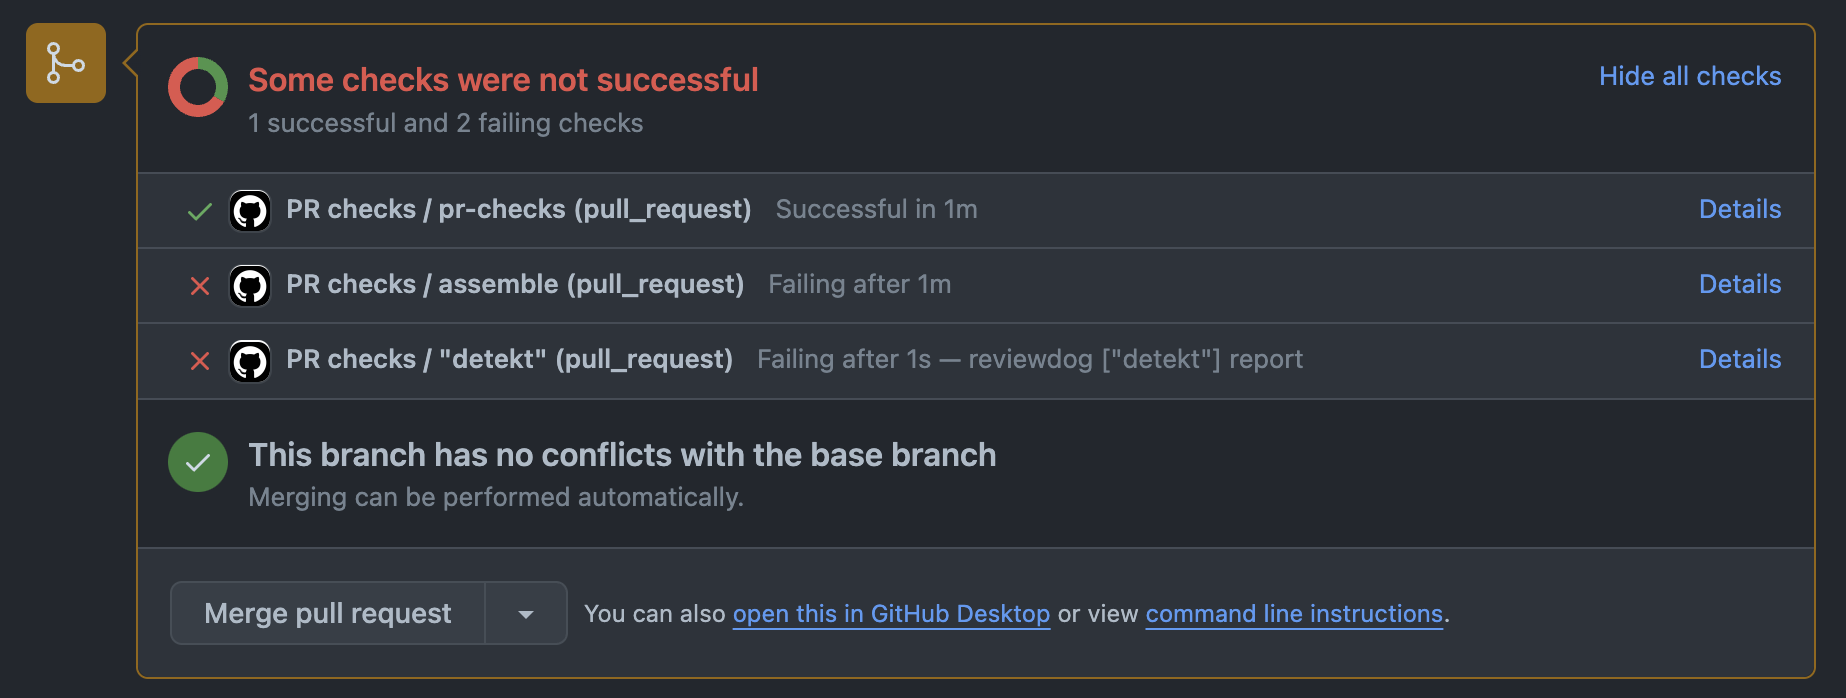 Some checks were not successful
Hide all checks
1 successful and 2 failing checks
PR checks / pr-checks (pull_request) Successful in 1m Details
PR checks / assemble (pull_request) Failing after 1m Details
PR checks / "detekt" (pull_request) Failing after 1s — reviewdog ["detekt"] report Details
This branch has no conflicts with the base branch
Merging can be performed automatically.
Merge pull request You can also open this in GitHub Desktop or view command line instructions.